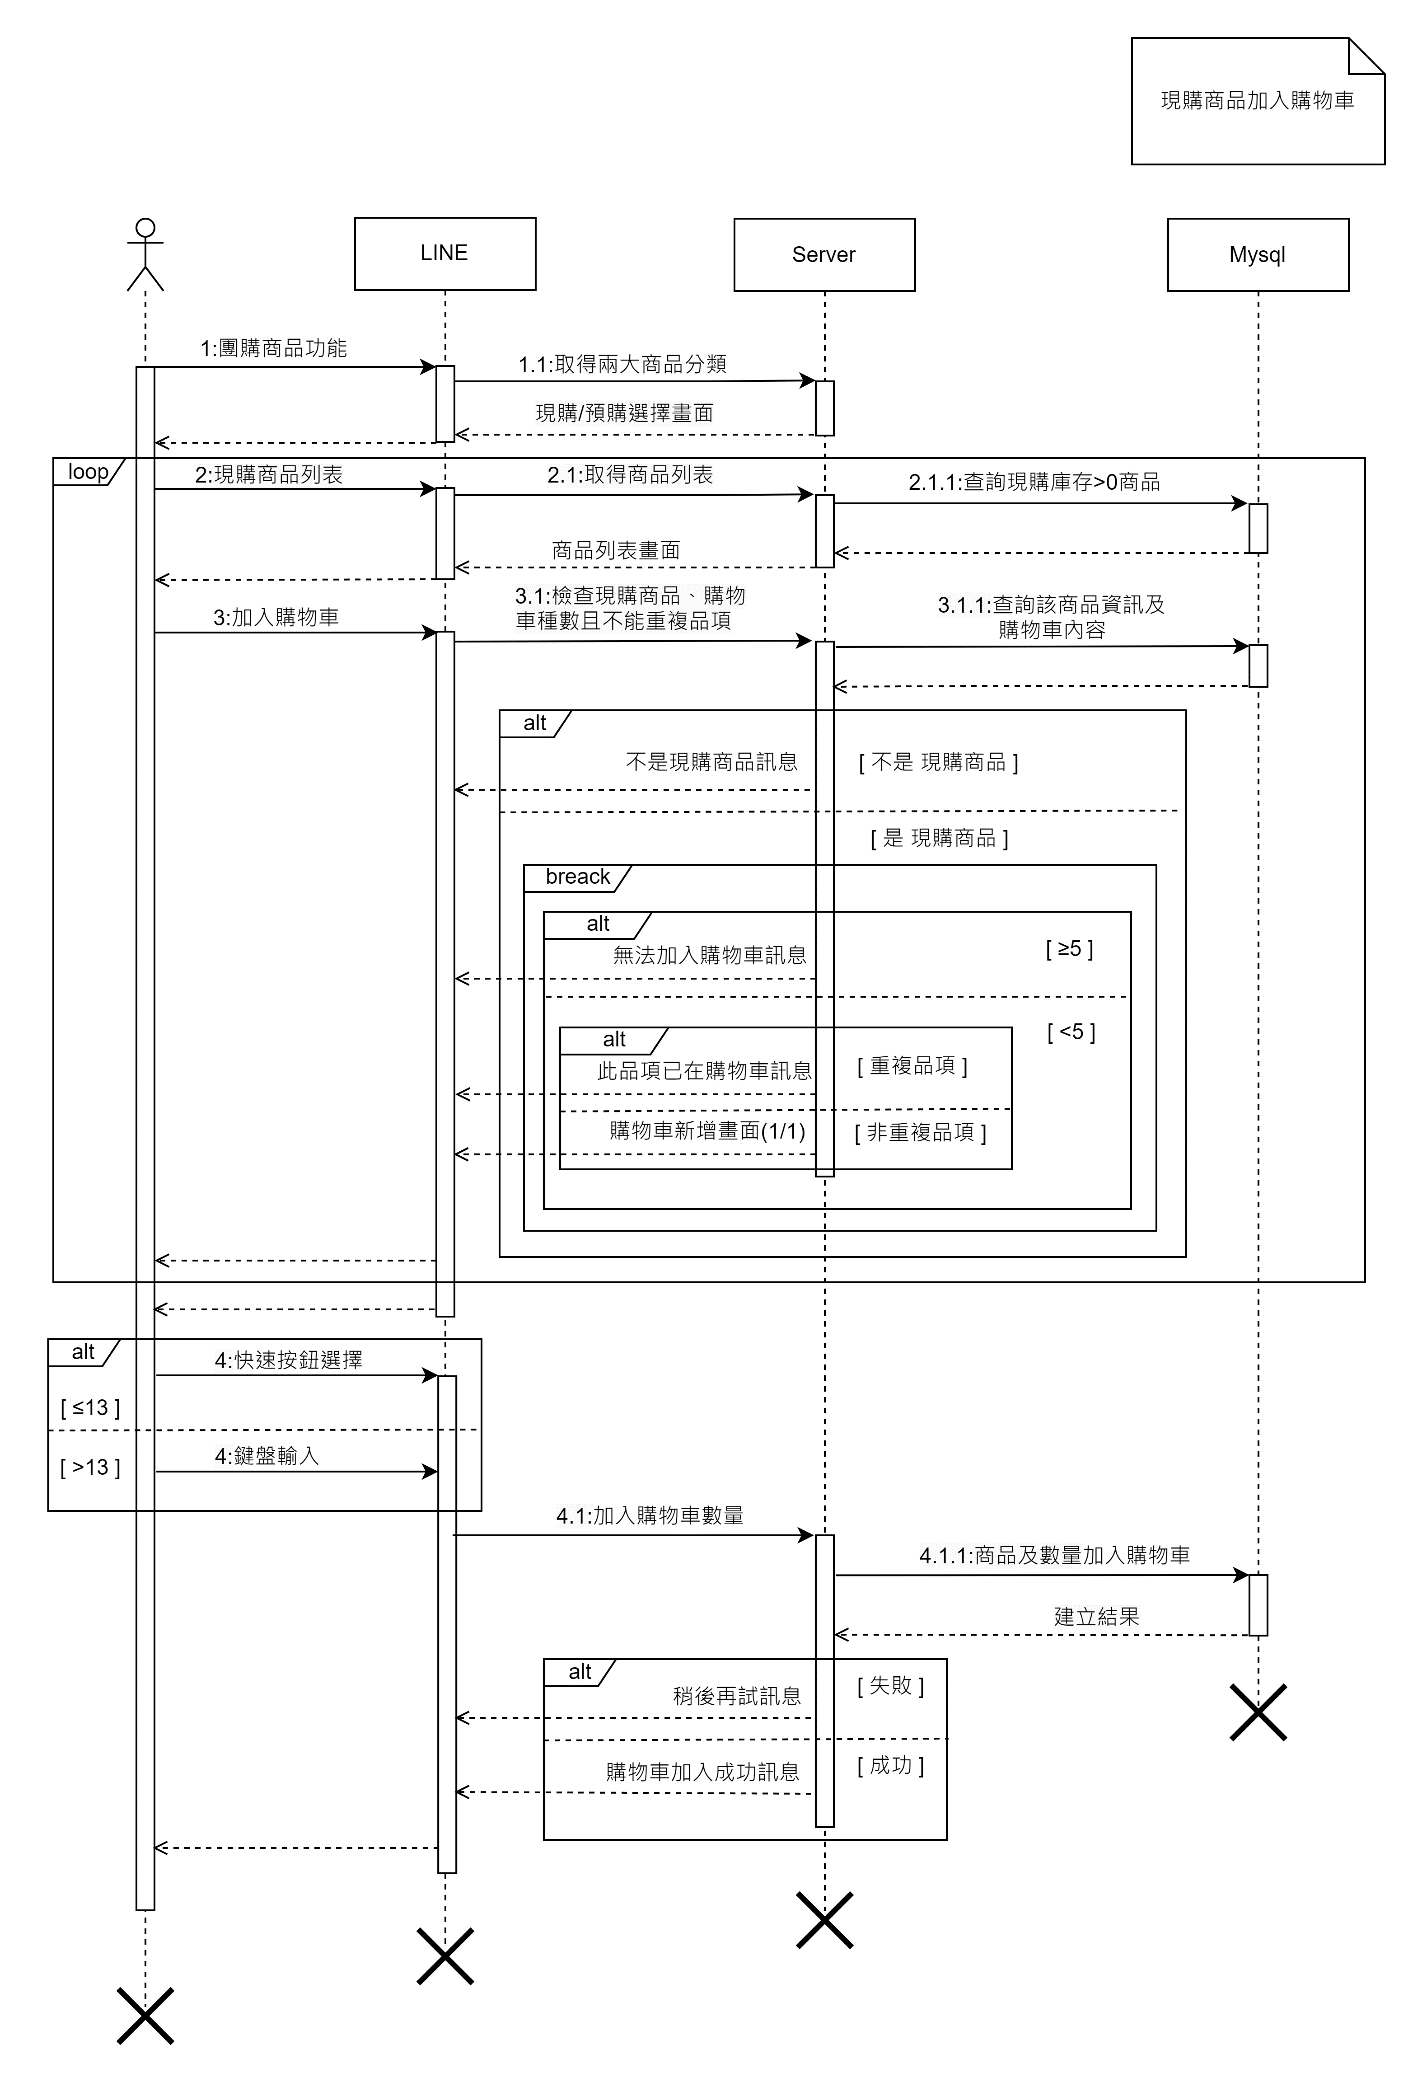 現購商品加入購物車
LINE
Server
Mysql
1:團購商品功能
1.1:取得兩大商品分類
現購/預購選擇畫面
loop
2:現購商品列表
2.1:取得商品列表
2.1.1:查詢現購庫存>0商品
商品列表畫面
3:加入購物車
3.1:檢查現購商品、購物
車種數且不能重複品項
3.1.1:查詢該商品資訊及
購物車內容
alt
不是現購商品訊息
[ 不是 現購商品 ]
[ 是 現購商品 ]
breack
alt
無法加入購物車訊息
[ ≥5 ]
[ <5 ]
alt
此品項已在購物車訊息
[ 重複品項 ]
購物車新增畫面(1/1)
[ 非重複品項 ]
alt
4:快速按鈕選擇
[ ≤13 ]
4:鍵盤輸入
[ >13 ]
4.1:加入購物車數量
4.1.1:商品及數量加入購物車
建立結果
alt
稍後再試訊息
[ 失敗 ]
購物車加入成功訊息
[ 成功 ]